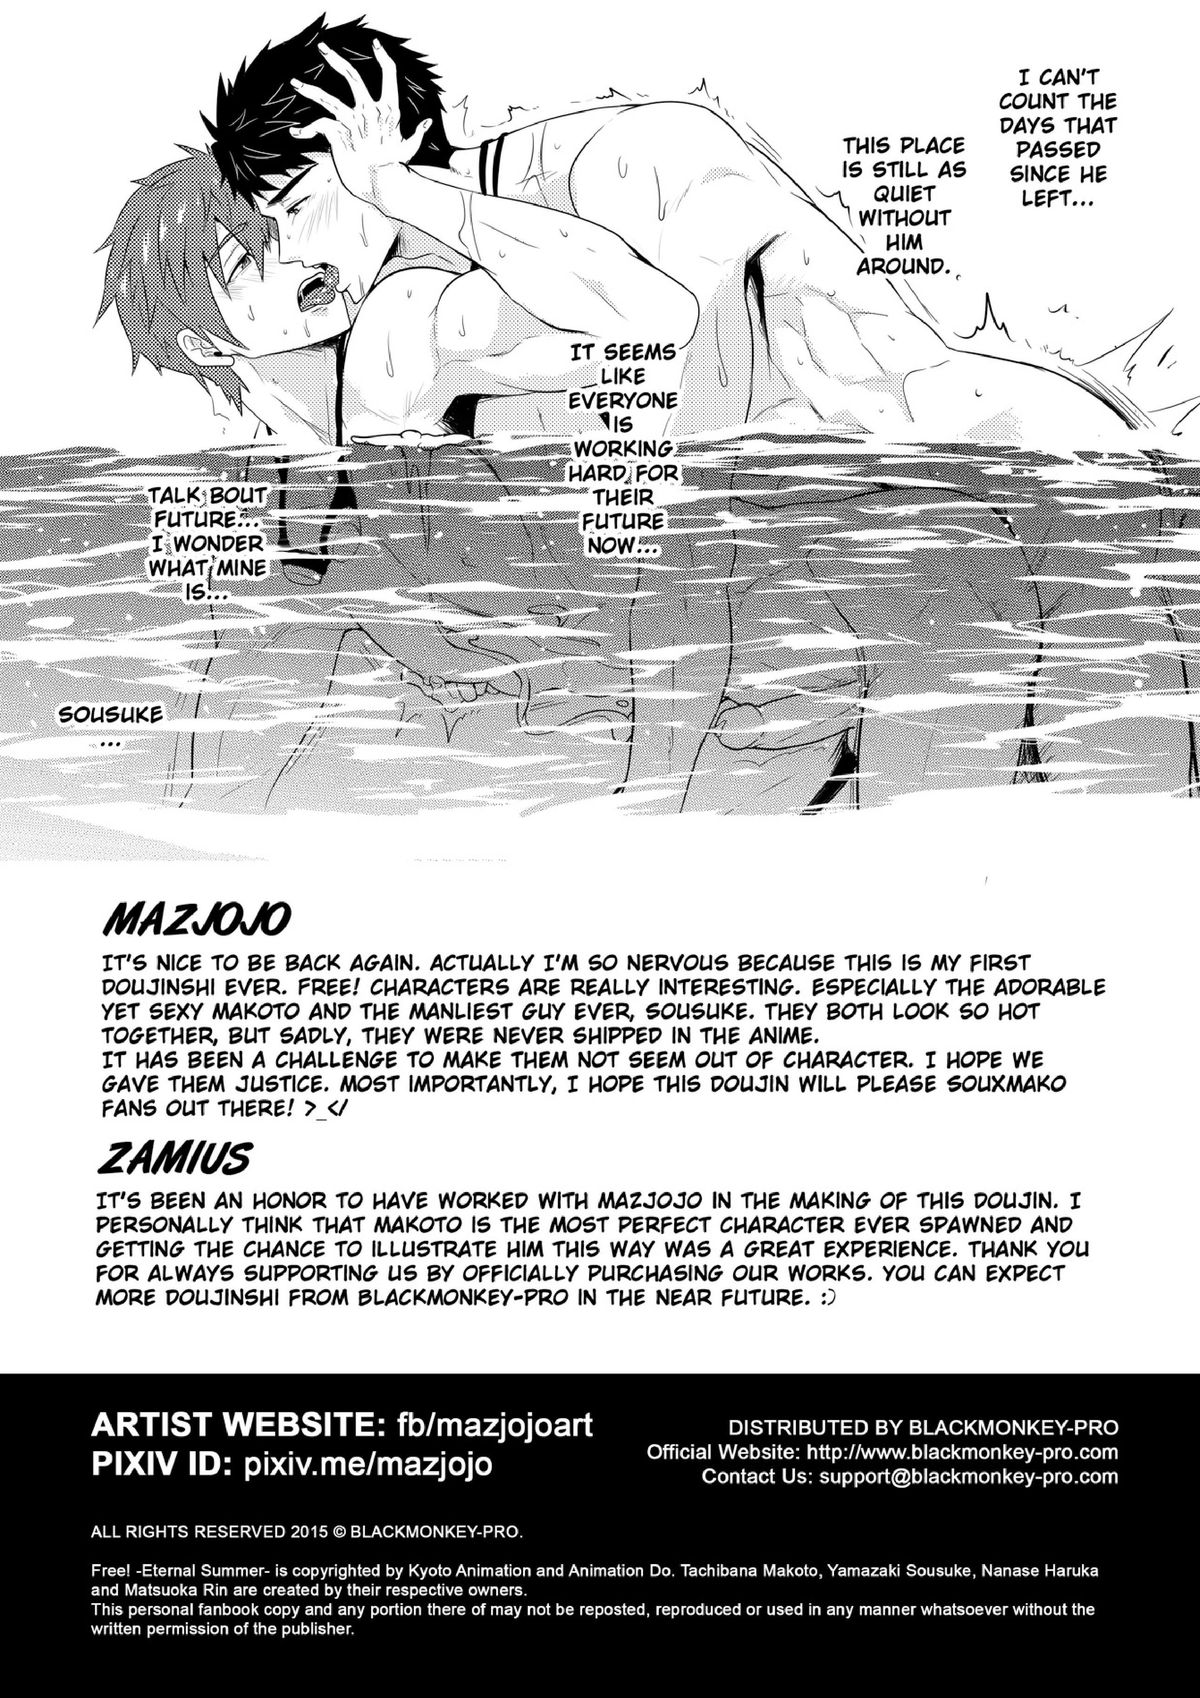 I CAN'T
COUNT THE
DAYS THAT
PASSED
SINCE HE
LEFT...
THIS PLACE
IS STILL AS
QUIET
WITHOUT
HIM
AROUND.
IT SEEMS
LIKE
EVERYONE
IS
WORKING
HARD FOR
THEIR
FUTURE
NOW...
TALK BOUT
FUTURE...
I WONDER
WHAT MINE
IS...
SOUSUKE
...
MAZJOJO
IT'S NICE TO BE BACK AGAIN. ACTUALLY I'M SO NERVOUS BECAUSE THIS IS MY FIRST
DOUJINSHI EVER. FREE! CHARACTERS ARE REALLY INTERESTING. ESPECIALLY THE ADORABLE
YET SEXY MAKOTO AND THE MANLIEST GUY EVER, SOUSUKE. THEY BOTH LOOK SO HOT
TOGETHER, BUT SADLY, THEY WERE NEVER SHIPPED IN THE ANIME.
IT HAS BEEN A CHALLENGE TO MAKE THEM NOT SEEM OUT OF CHARACTER. I HOPE WE
GAVE THEM JUSTICE. MOST IMPORTANTLY, I HOPE THIS DOUJIN WILL PLEASE SOUXMAKO
FANS OUT THERE! >_</
ZAMIUS
IT'S BEEN AN HONOR TO HAVE WORKED WITH MAZJOJO IN THE MAKING OF THIS DOUJIN. I
PERSONALLY THINK THAT MAKOTO IS THE MOST PERFECT CHARACTER EVER SPAWNED AND
GETTING THE CHANCE TO ILLUSTRATE HIM THIS WAY WAS A GREAT EXPERIENCE. THANK YOU
FOR ALWAYS SUPPORTING US BY OFFICIALLY PURCHASING OUR WORKS. YOU CAN EXPECT
MORE DOUJINSHI FROM BLACKMONKEY-PRO IN THE NEAR FUTURE. :)
ARTIST WEBSITE: fb/mazjojoart
PIXIV ID: pixiv.me/mazjojo
DISTRIBUTED BY BLACKMONKEY-PRO
Official Website: http://www.blackmonkey-pro.com
Contact Us: support@blackmonkey-pro.com
ALL RIGHTS RESERVED 2015 © BLACKMONKEY-PRO.
Free! -Eternal Summer- is copyrighted by Kyoto Animation and Animation Do. Tachibana Makoto, Yamazaki Sousuke, Nanase Haruka
and Matsuoka Rin are created by their respective owners.
This personal fanbook copy and any portion there of may not be reposted, reproduced or used in any manner whatsoever without the
written permission of the publisher.